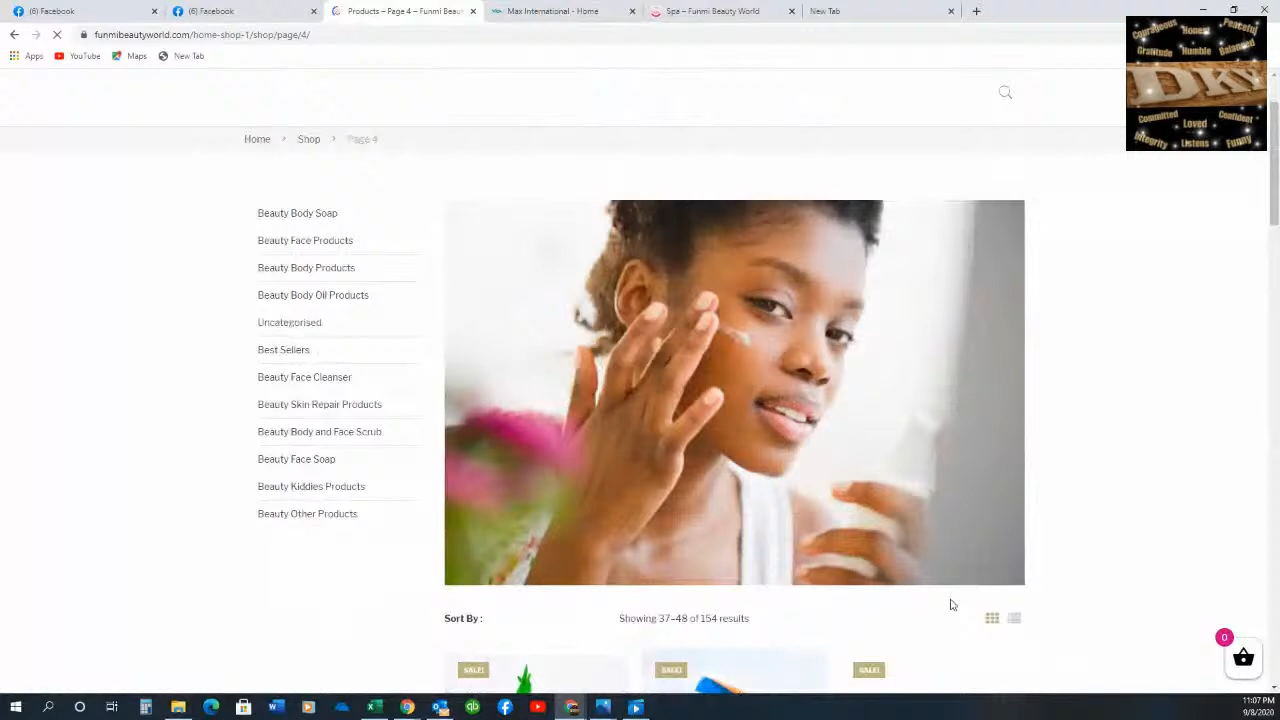 (6) Facebook
(6) Facebook
Products – Page 4 – Funmi Beaut
Max International - Home
Spa – Funmi Beauty World
New Tab
funmibeautyworld.com/home-shop-1/shop/page/4/
Apps
YouTube
Maps
New Tab
Courageous
Honest
Peaceful
Gratitude
Humble
Balanced
DKY
Committed
Loved
Confident
Integrity
Listens
Funny
Home > Shop > Page 4
Beauty Body Soap
Beauty Face Products
Beauty Body Products
Beauty Body Oil Products
Uncategorised
Best Sellers
Beauty Face Cleanser
Beauty Skin Repair Products
Beauty Body and Face Scrub
Beauty Face Soap
Beauty Kiddies Products
Beauty Other Products
Sort By :
Showing 37–48 of 154 results
SALE!
SALE!
SALE!
0
11:07 PM
9/8/2020